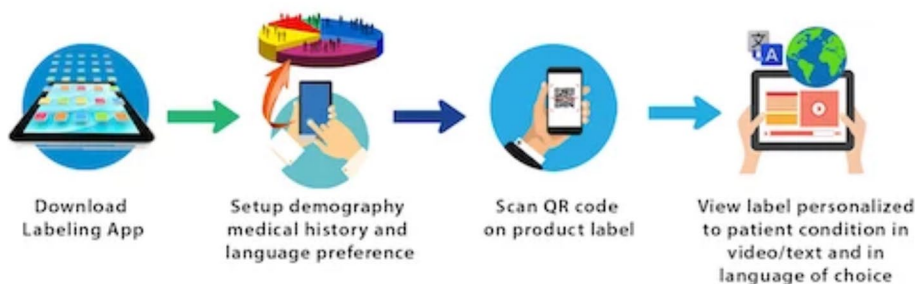 Download
Labeling App
Setup demography
medical history and
language preference
Scan QR code
on product label
View label personalized
to patient condition in
video/text and in
language of choice
文
A